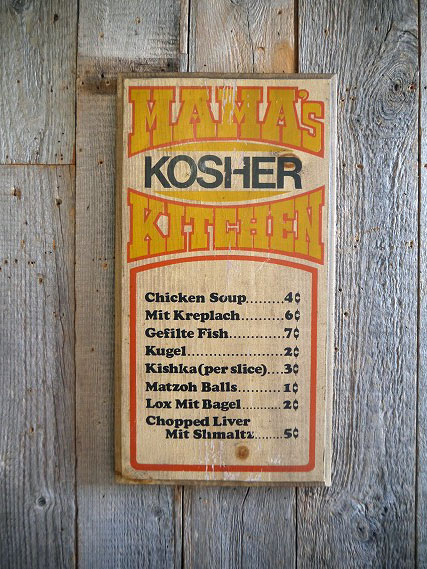 MAMA's
KOSHER
KITCHEN
Chicken Soup........4¢
Mit Kreplach........6¢
Gefilte Fish..........7¢
Kugel..................2¢
Kishka (per slice)....3¢
Matzoh Balls.........1¢
Lox Mit Bagel.........2¢
Chopped Liver
Mit Shmaltz........5¢